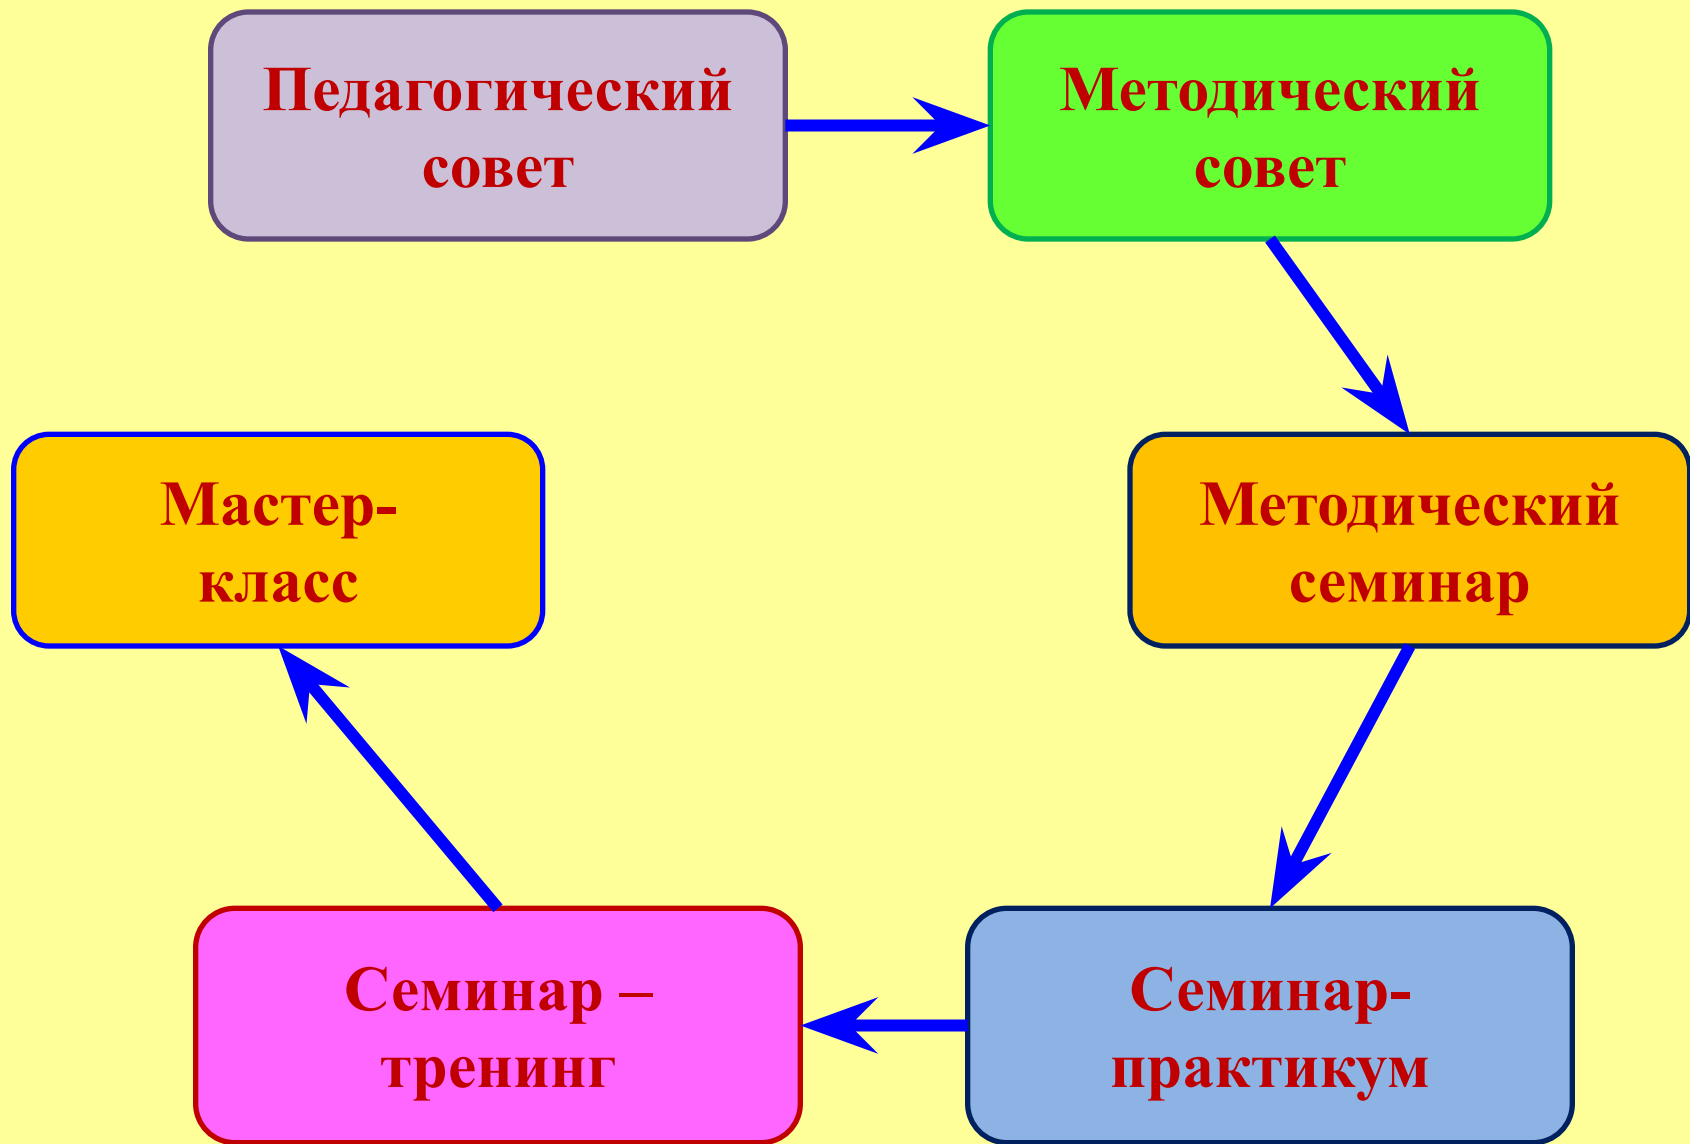 Педагогический
совет
Методический
совет
Методический
семинар
Семинар-
практикум
Семинар –
тренинг
Мастер-
класс